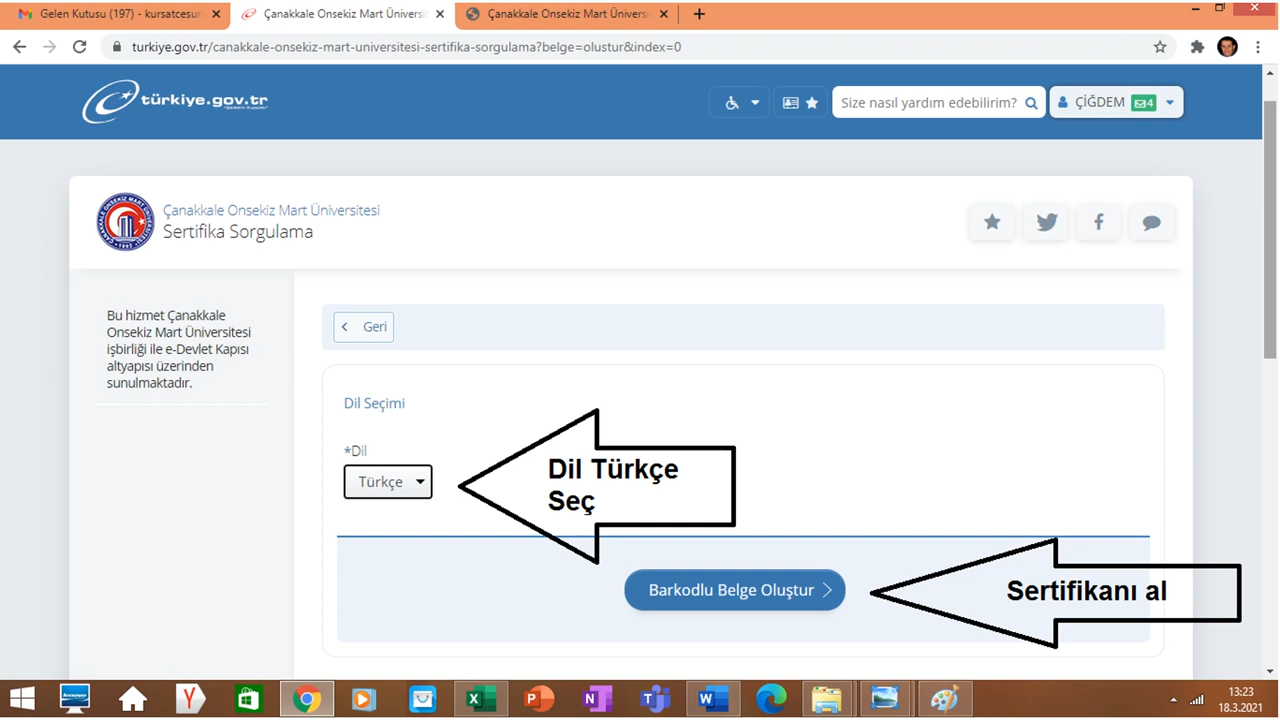 Gelen Kutusu (197) - kursatcesur
Çanakkale Onsekiz Mart Üniversi
Çanakkale Onsekiz Mart Üniversi
turkiye.gov.tr/canakkale-onsekiz-mart-universitesi-sertifika-sorgulama?belge=olustur&index=0
türkiye.gov.tr
Size nasıl yardım edebilirim?
ÇİĞDEM
4
Çanakkale Onsekiz Mart Üniversitesi
Sertifika Sorgulama
Bu hizmet Çanakkale
Onsekiz Mart Üniversitesi
işbirliği ile e-Devlet Kapısı
altyapısı üzerinden
sunulmaktadır.
Geri
Dil Seçimi
*Dil
Türkçe
Dil Türkçe
Seç
Barkodlu Belge Oluştur
Sertifikanı al
13:23
18.3.2021